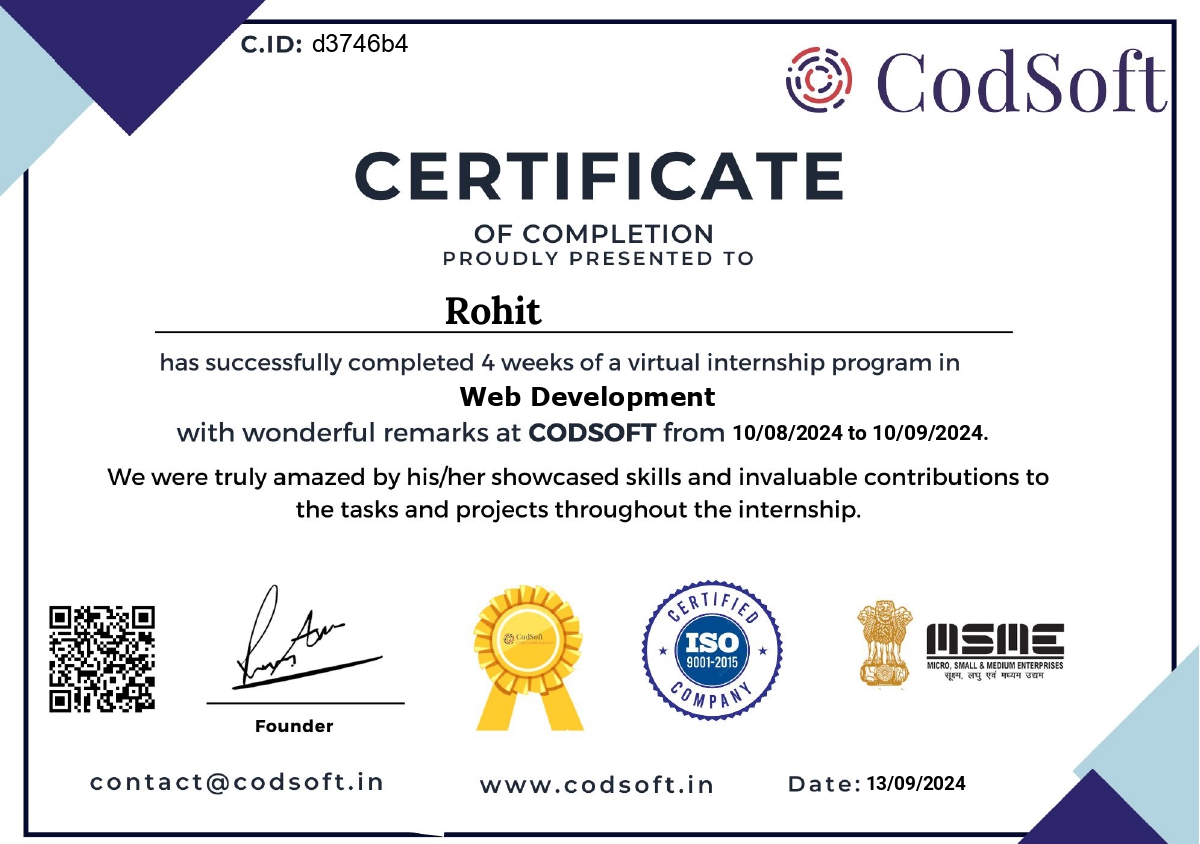 C.ID: d3746b4
CodSoft
CERTIFICATE
OF COMPLETION
PROUDLY PRESENTED TO
Rohit
has successfully completed 4 weeks of a virtual internship program in
Web Development
with wonderful remarks at CODSOFT from 10/08/2024 to 10/09/2024.
We were truly amazed by his/her showcased skills and invaluable contributions to
the tasks and projects throughout the internship.
Founder
CodSoft
CERTIFIED
ISO
9001-2015
COMPANY
MSME
MICRO, SMALL & MEDIUM ENTERPRISES
सूक्ष्म, लघु एवं मध्यम उद्यम
contact@codsoft.in
www.codsoft.in
Date: 13/09/2024